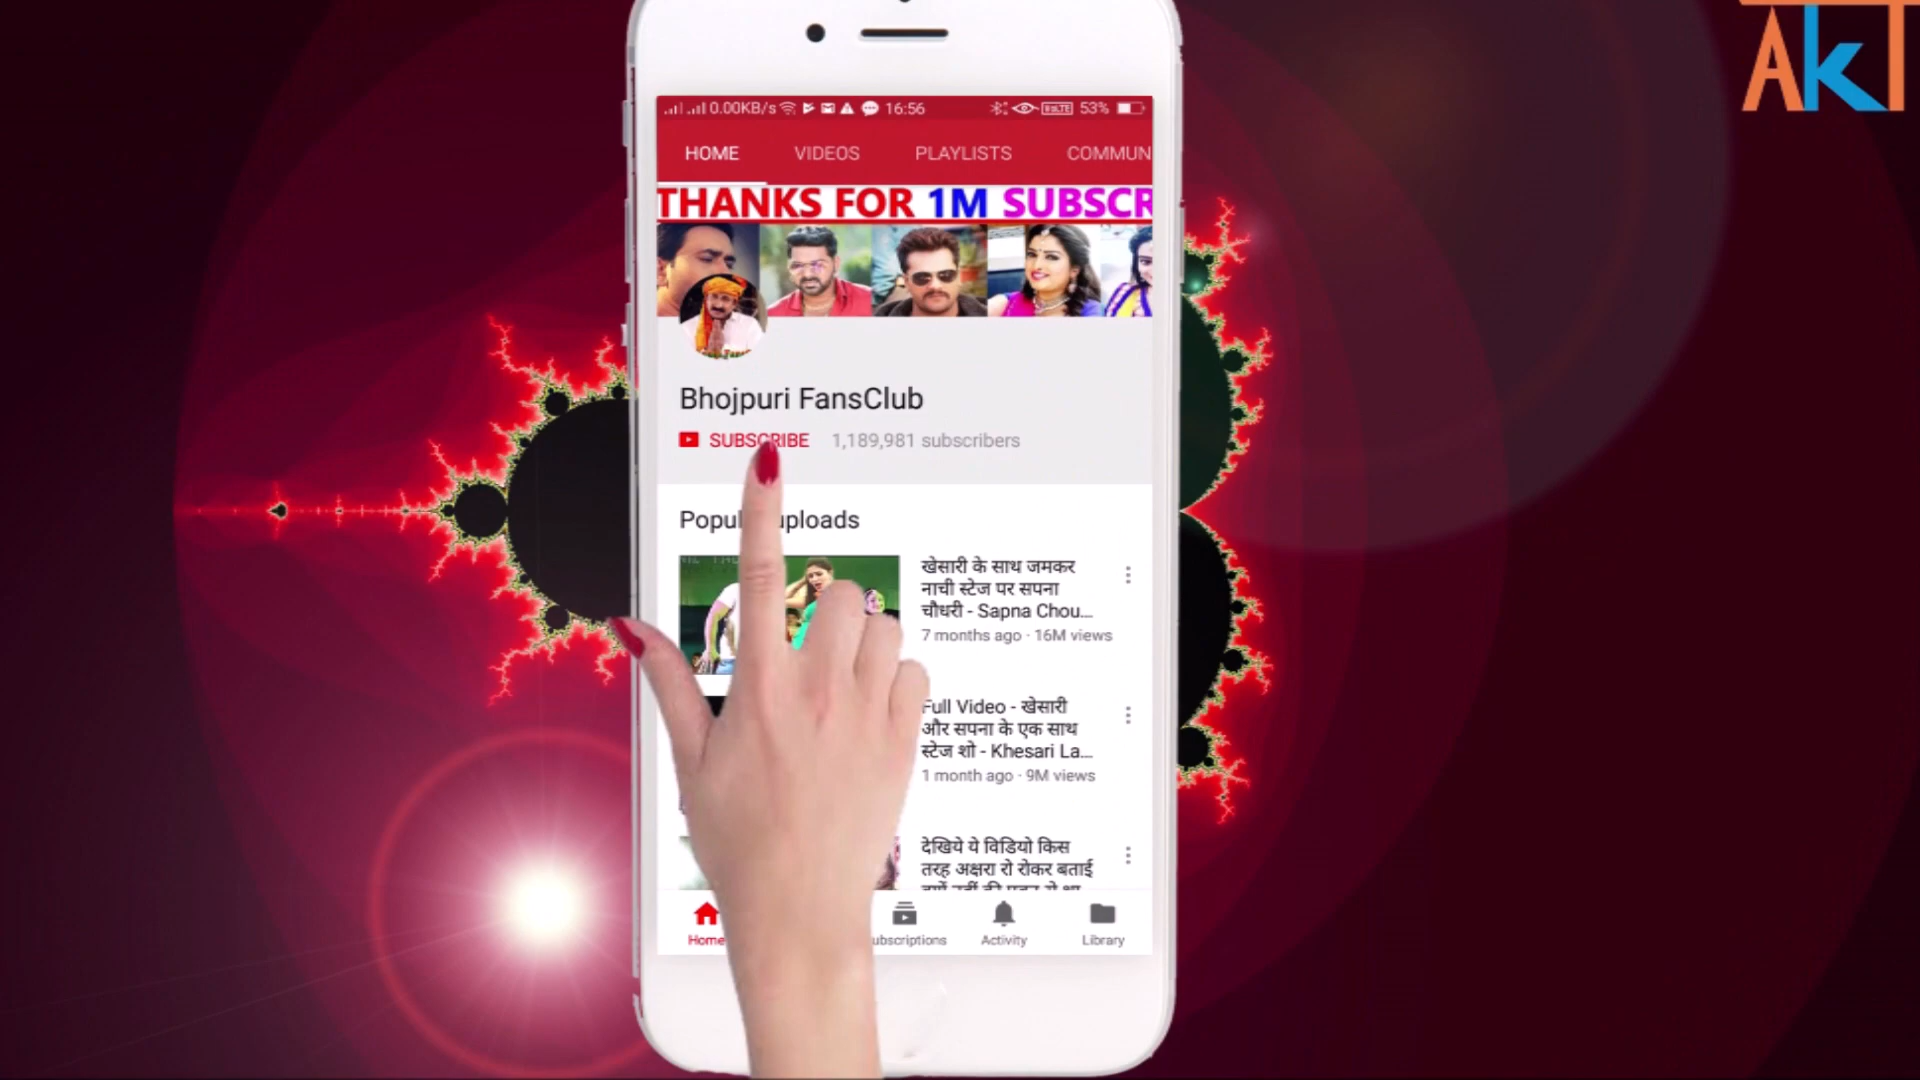 AKT
0.00KB/s 16:56 VoLTE 53%
HOME VIDEOS PLAYLISTS COMMUN
THANKS FOR 1M SUBSCR
Bhojpuri FansClub
SUBSCRIBE 1,189,981 subscribers
Popul uploads
खेसारी के साथ जमकर
नाची स्टेज पर सपना
चौधरी - Sapna Chou...
7 months ago · 16M views
Full Video - खेसारी
और सपना के एक साथ
स्टेज शो - Khesari La...
1 month ago · 9M views
देखिये ये विडियो किस
तरह अक्षरा रो रोकर बताई
Home ubscriptions Activity Library